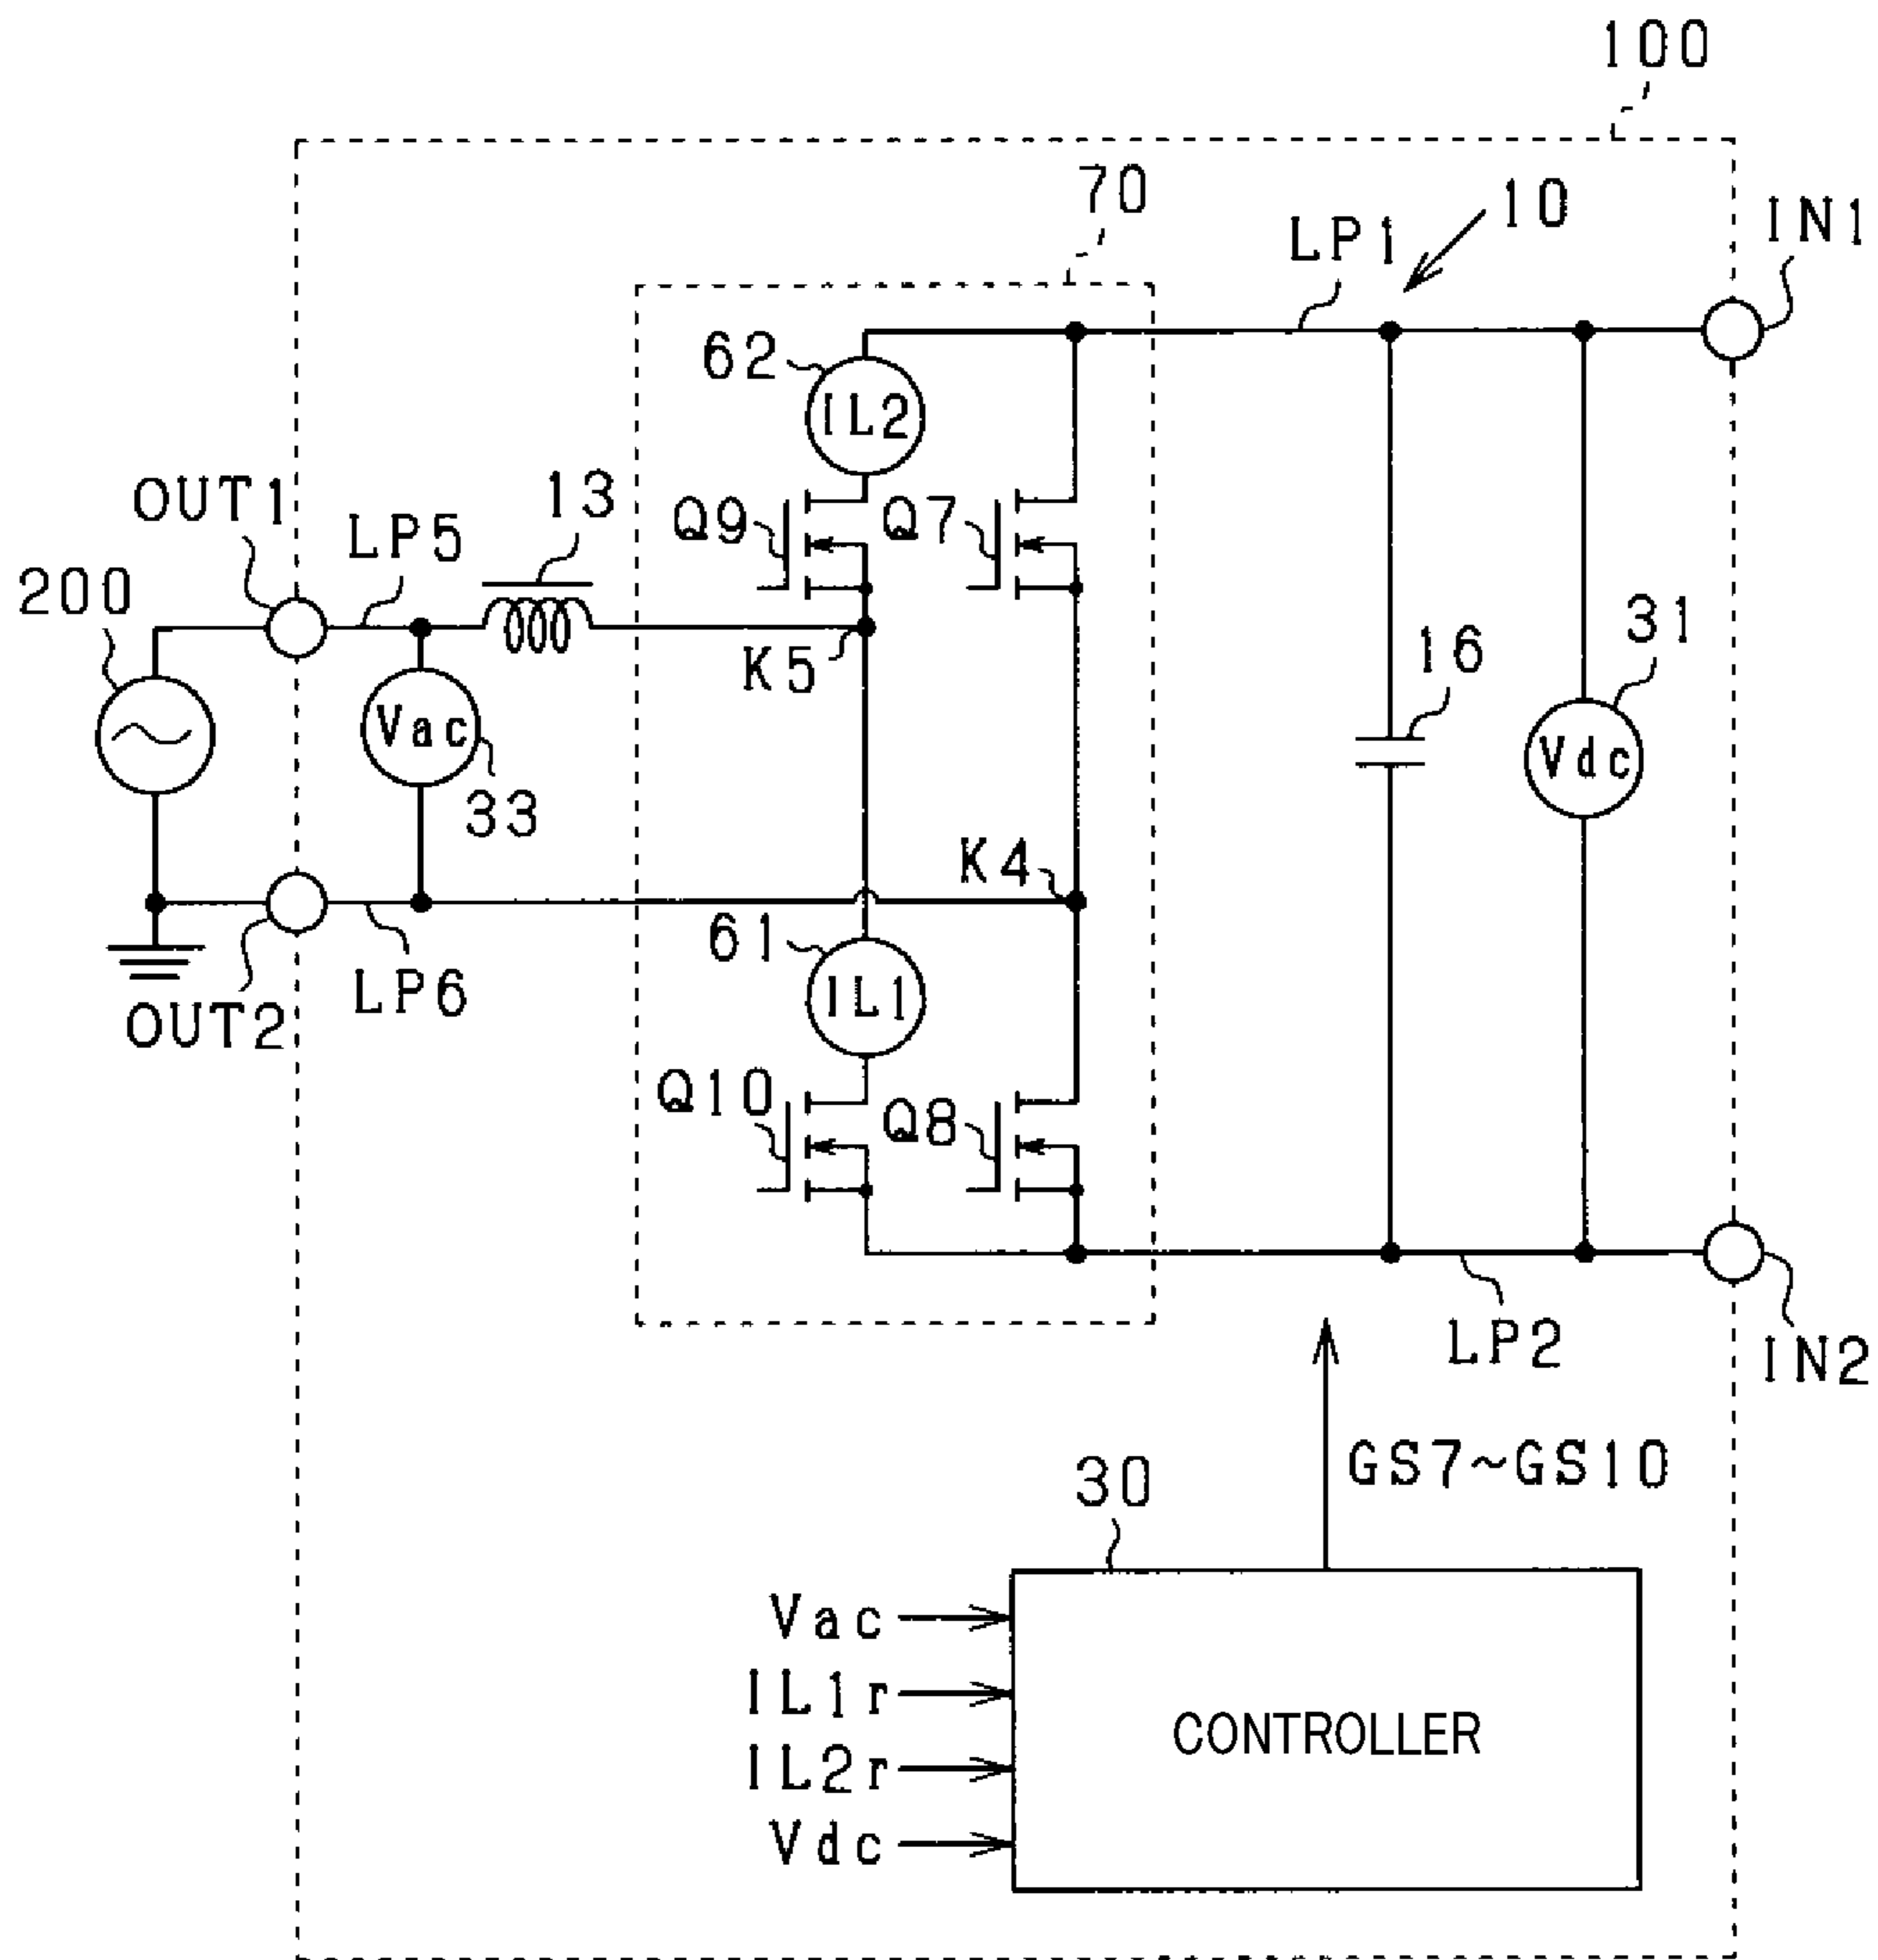 100
70
10
LP1
IN1
62
IL2
OUT1
LP5
13
Q9
Q7
200
K5
31
16
Vac
Vdc
33
K4
61
LP6
IL1
OUT2
Q10
Q8
LP2
IN2
GS7~GS10
30
Vac
IL1r
IL2r
Vdc
CONTROLLER